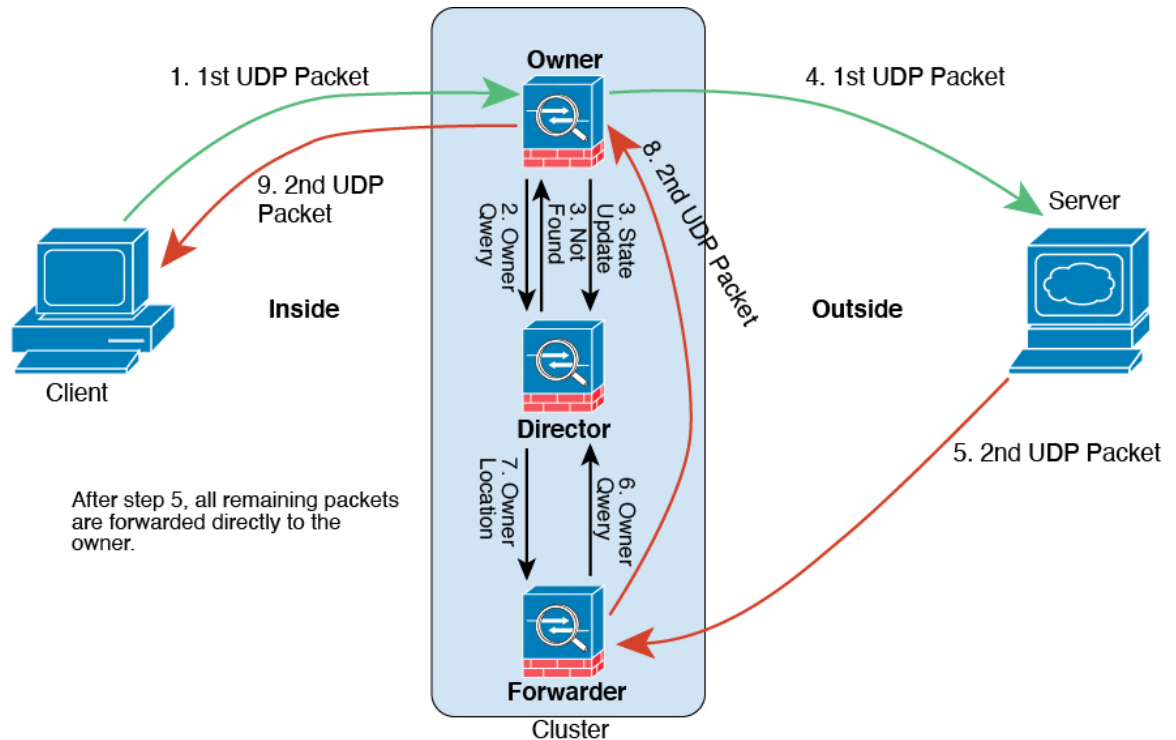 Owner
1. 1st UDP Packet
4. 1st UDP Packet
9. 2nd UDP
Packet
2. Owner
Qwery
3. Not
Found
3. State
Update
8. 2nd UDP Packet
Server
Inside
Outside
Client
Director
5. 2nd UDP Packet
7. Owner
Location
6. Owner
Qwery
After step 5, all remaining packets
are forwarded directly to the
owner.
Forwarder
Cluster